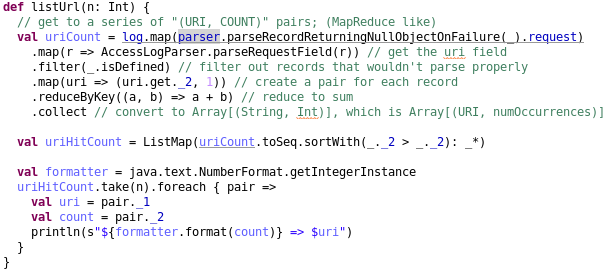 def listUrl(n: Int) {
  // get to a series of "(URI, COUNT)" pairs; (MapReduce like)
  val uriCount = log.map(parser.parseRecordReturningNullObjectOnFailure(_).request)
    .map(r => AccessLogParser.parseRequestField(r)) // get the uri field
    .filter(_.isDefined) // filter out records that wouldn't parse properly
    .map(uri => (uri.get._2, 1)) // create a pair for each record
    .reduceByKey((a, b) => a + b) // reduce to sum
    .collect // convert to Array[(String, Int)], which is Array[(URI, numOccurrences)]
  val uriHitCount = ListMap(uriCount.toSeq.sortWith(_._2 > _._2): _*)
  val formatter = java.text.NumberFormat.getIntegerInstance
  uriHitCount.take(n).foreach { pair =>
    val uri = pair._1
    val count = pair._2
    println(s"${formatter.format(count)} => $uri")
  }
}